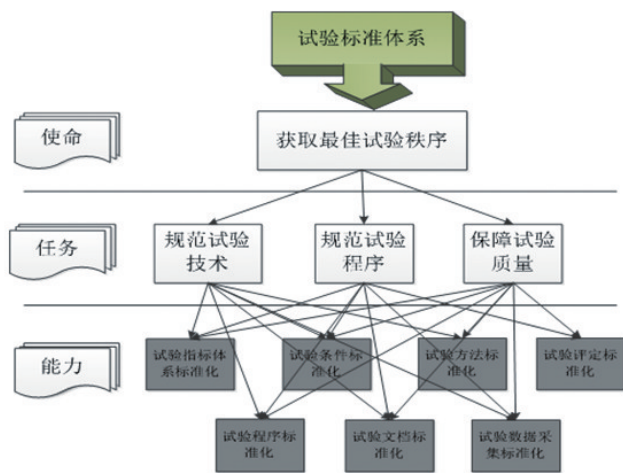 试验标准体系
使命
获取最佳试验秩序
任务
规范试验
技术
规范试验
程序
保障试验
质量
能力
试验指标体
系标准化
试验条件标
准化
试验方法标
准化
试验评定标
准化
试验程序标
准化
试验文档标
准化
试验数据采
集标准化